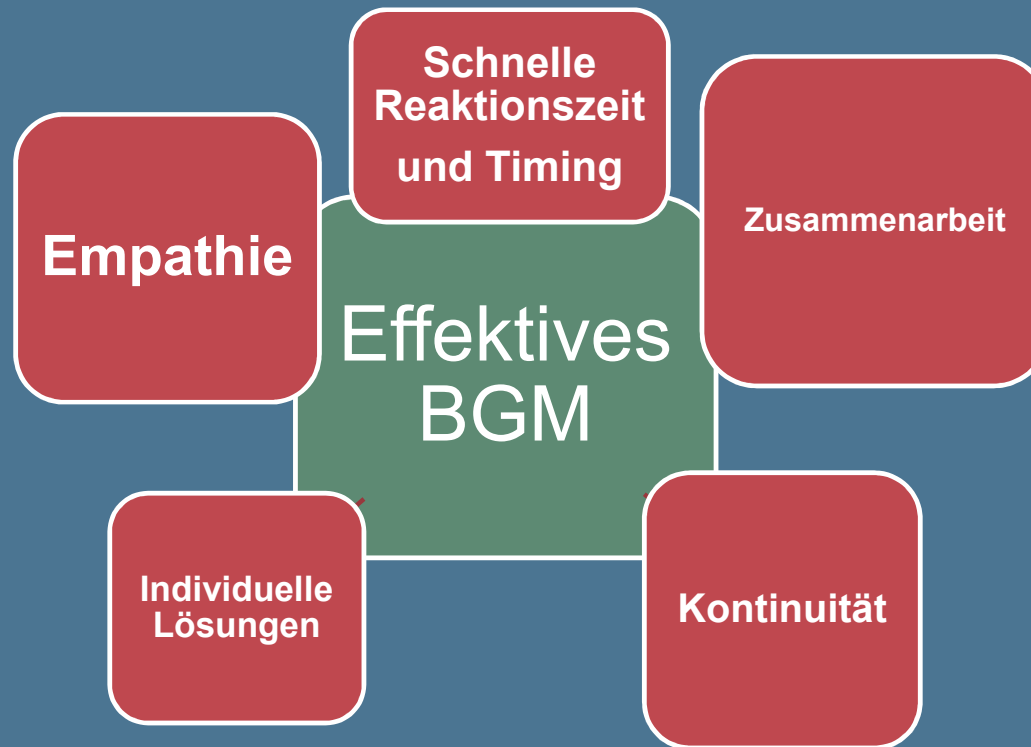 Schnelle
Reaktionszeit
und Timing
Zusammenarbeit
Empathie
Effektives
BGM
Individuelle
Lösungen
Kontinuität